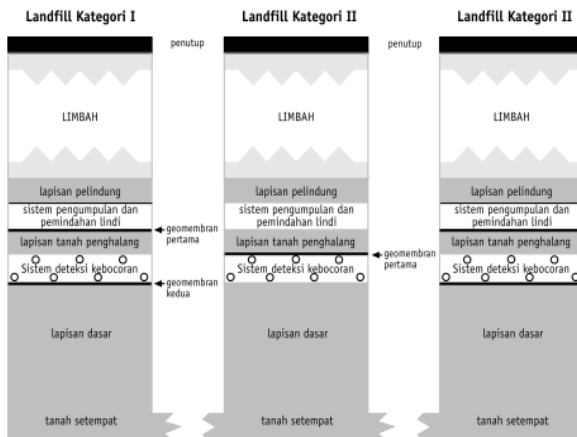 Landfill Kategori I
penutup
LIMBAH
lapisan pelindung
sistem pengumpulan dan
pemindahan lindi
geomembran
pertama
lapisan tanah penghalang
Sistem deteksi kebocoran
geomembran
kedua
lapisan dasar
tanah setempat
Landfill Kategori II
penutup
LIMBAH
lapisan pelindung
sistem pengumpulan dan
pemindahan lindi
lapisan tanah penghalang
geomembran
pertama
Sistem deteksi kebocoran
lapisan dasar
tanah setempat
Landfill Kategori II
LIMBAH
lapisan pelindung
sistem pengumpulan dan
pemindahan lindi
lapisan tanah penghalang
Sistem deteksi kebocoran
lapisan dasar
tanah setempat